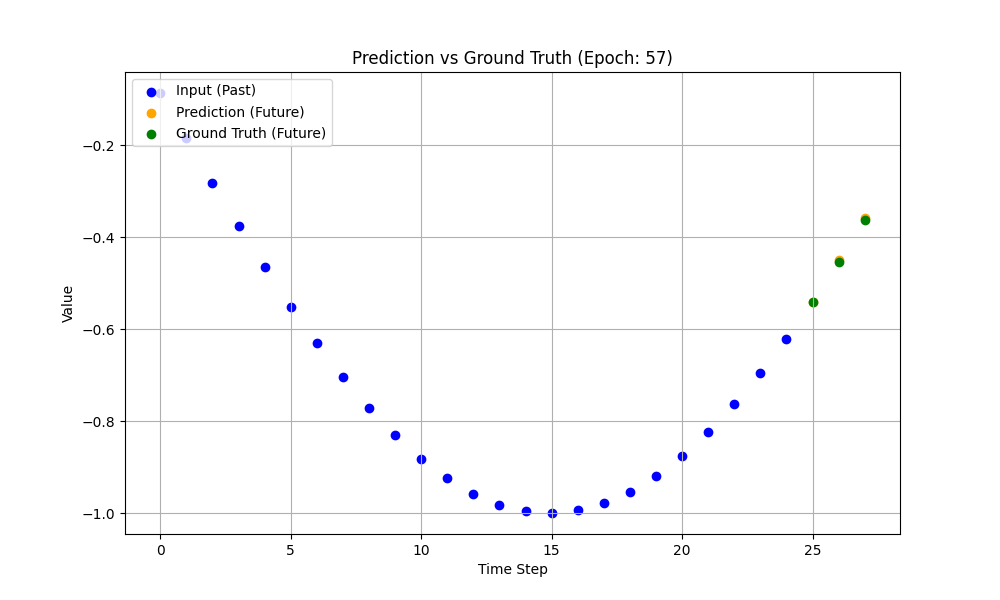 Prediction vs Ground Truth (Epoch: 57)
Input (Past)
Prediction (Future)
Ground Truth (Future)
Value
−0.2
−0.4
−0.6
−0.8
−1.0
0 5 10 15 20 25
Time Step